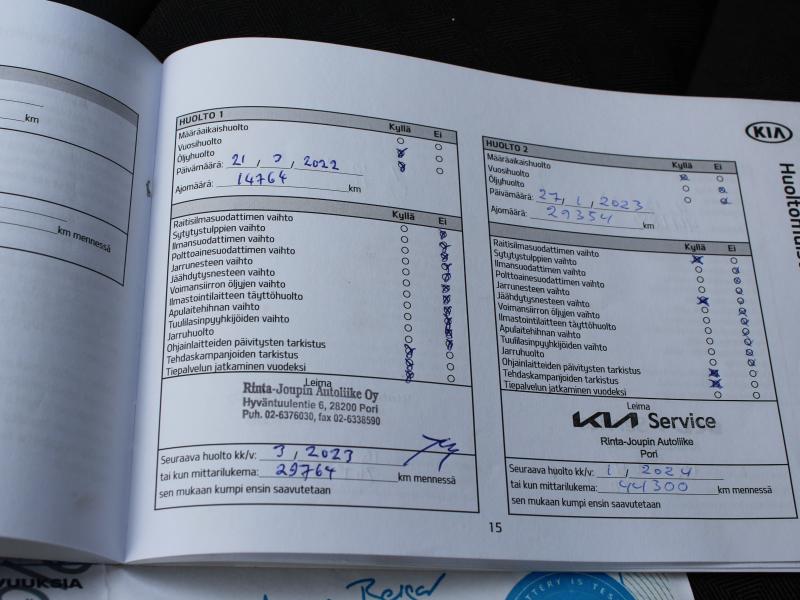 km
km mennessä
HUOLTO 1
Kyllä Ei
Määräaikaishuolto
Vuosihuolto
Öljyhuolto
Päivämäärä: 21, 3, 2022
Ajomäärä: 14764 km
Kyllä Ei
Raitisilmasuodattimen vaihto
Sytytystulppien vaihto
Ilmansuodattimen vaihto
Polttoainesuodattimen vaihto
Jarrunesteen vaihto
Jäähdytysnesteen vaihto
Voimansiirron öljyjen vaihto
Ilmastointilaitteen täyttöhuolto
Apulaitehihnan vaihto
Tuulilasinpyyhkijöiden vaihto
Jarruhuolto
Ohjainlaitteiden päivitysten tarkistus
Tehdaskampanjoiden tarkistus
Tiepalvelun jatkaminen vuodeksi
Leima
Rinta-Joupin Autoliike Oy
Hyväntuulentie 6, 28200 Pori
Puh. 02-6376030, fax 02-6338590
Seuraava huolto kk/v: 3, 2023
tai kun mittarilukema: 29764 km mennessä
sen mukaan kumpi ensin saavutetaan
HUOLTO 2
Kyllä Ei
Määräaikaishuolto
Vuosihuolto
Öljyhuolto
Päivämäärä: 27, 1, 2023
Ajomäärä: 29354 km
Kyllä Ei
Raitisilmasuodattimen vaihto
Sytytystulppien vaihto
Ilmansuodattimen vaihto
Polttoainesuodattimen vaihto
Jarrunesteen vaihto
Jäähdytysnesteen vaihto
Voimansiirron öljyjen vaihto
Ilmastointilaitteen täyttöhuolto
Apulaitehihnan vaihto
Tuulilasinpyyhkijöiden vaihto
Jarruhuolto
Ohjainlaitteiden päivitysten tarkistus
Tehdaskampanjoiden tarkistus
Tiepalvelun jatkaminen vuodeksi
Leima
KIA Service
Rinta-Joupin Autoliike
Pori
Seuraava huolto kk/v: 1, 2024
tai kun mittarilukema: 44300 km mennessä
sen mukaan kumpi ensin saavutetaan
KIA
15
VUUKSIA